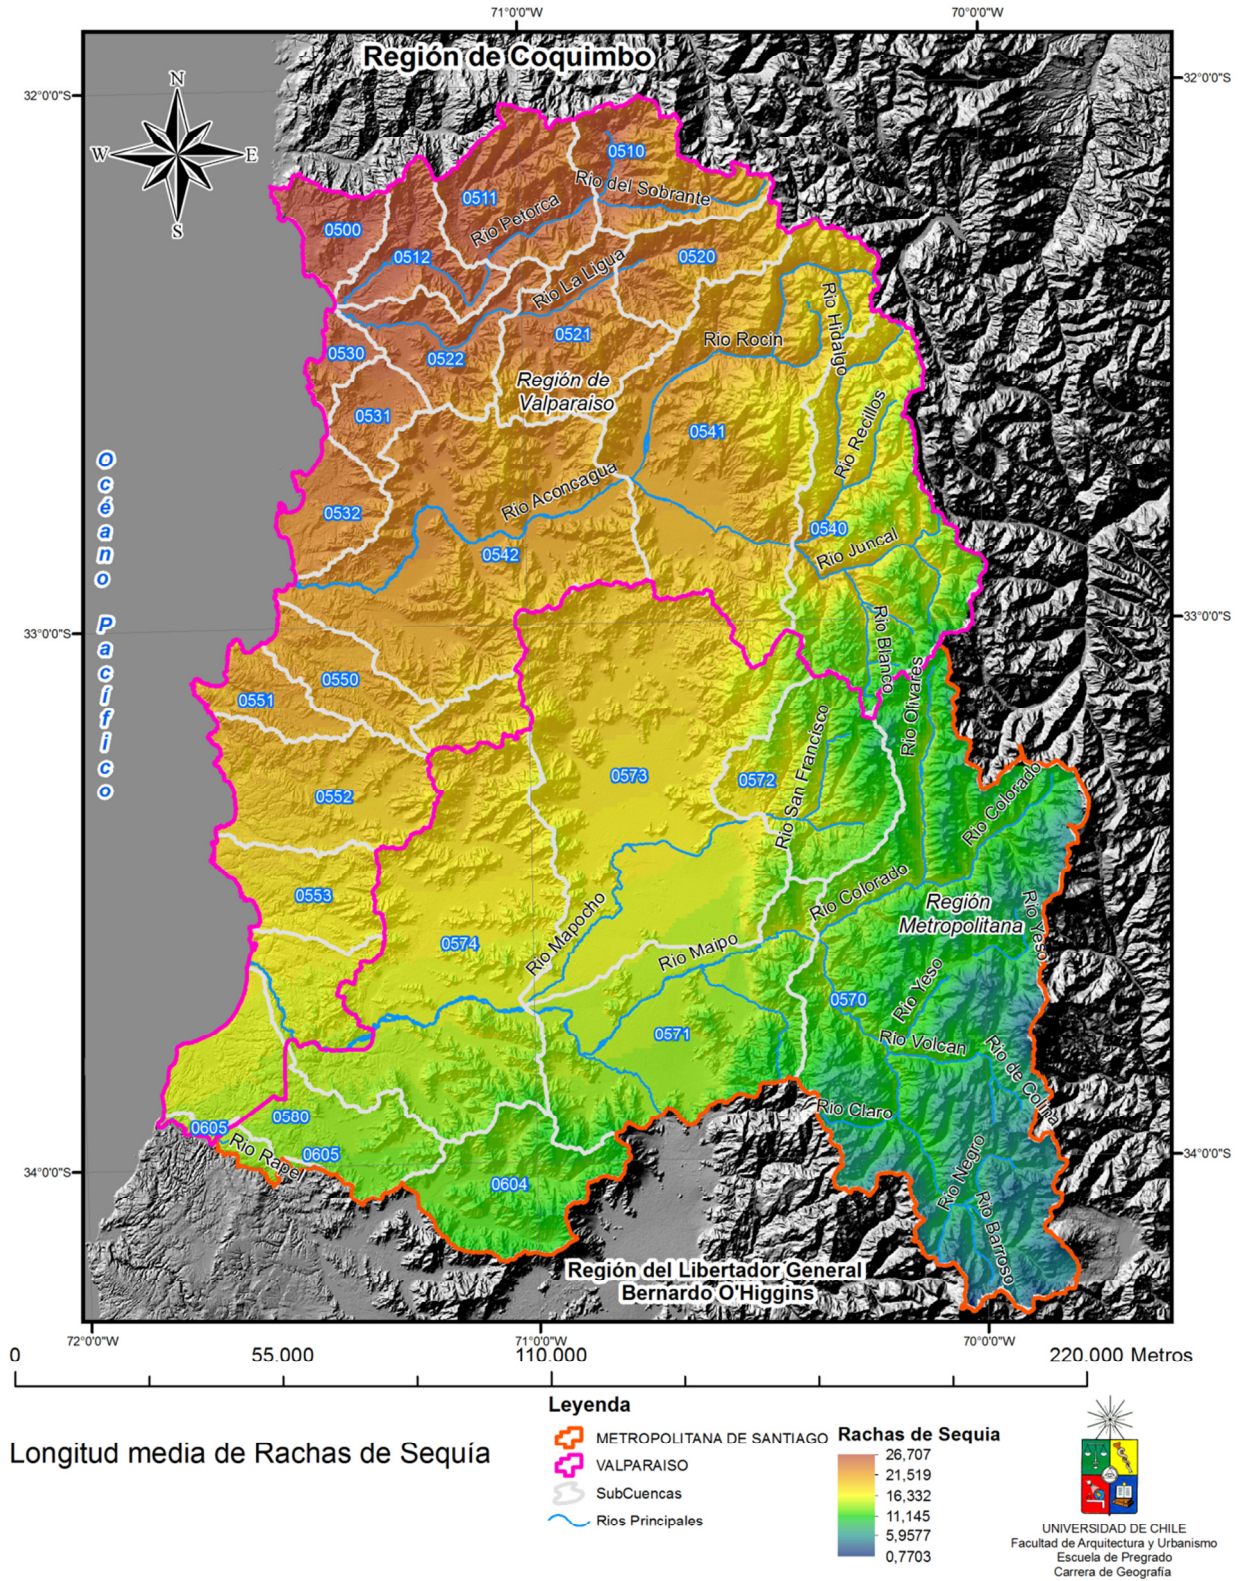 71°0'0"W
70°0'0"W
Región de Coquimbo
32°0'0"S
32°0'0"S
N
W
E
S
0510
0511
Rio del Sobrante
Rio Petorca
0500
0512
0520
Rio La Ligua
Rio Hidalgo
0521
Rio Rocin
0530
0522
Región de
Valparaiso
0531
Rio Recillos
0541
Océano Pacífico
Rio Aconcagua
0532
0540
0542
Rio Juncal
33°0'0"S
33°0'0"S
Rio Blanco
0550
0551
Rio Olivares
Rio San Francisco
0573
0572
0552
Rio Colorado
0553
Rio Colorado
Región
Metropolitana
Rio Yeso
0574
Rio Mapocho
Rio Maipo
Rio Yeso
0570
0571
Rio Volcan
Rio de Colina
Rio Claro
0580
0605
Rio Rapel
0605
34°0'0"S
34°0'0"S
0604
Rio Negro
Rio Barroso
Región del Libertador General
Bernardo O'Higgins
72°0'0"W
71°0'0"W
70°0'0"W
0 55.000 110.000 220.000 Metros
Leyenda
METROPOLITANA DE SANTIAGO
VALPARAISO
SubCuencas
Rios Principales
Longitud media de Rachas de Sequía
Rachas de Sequia
26,707
21,519
16,332
11,145
5,9577
0,7703
UNIVERSIDAD DE CHILE
Facultad de Arquitectura y Urbanismo
Escuela de Pregrado
Carrera de Geografía